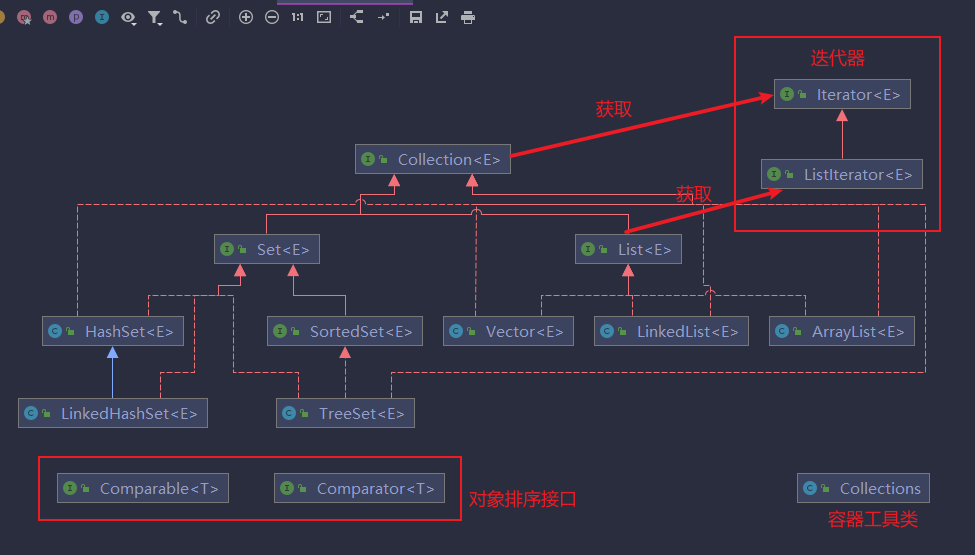 1:1
迭代器
Iterator<E>
获取
Collection<E>
ListIterator<E>
获取
Set<E>
List<E>
HashSet<E>
SortedSet<E>
Vector<E>
LinkedList<E>
ArrayList<E>
LinkedHashSet<E>
TreeSet<E>
Comparable<T>
Comparator<T>
对象排序接口
Collections
容器工具类